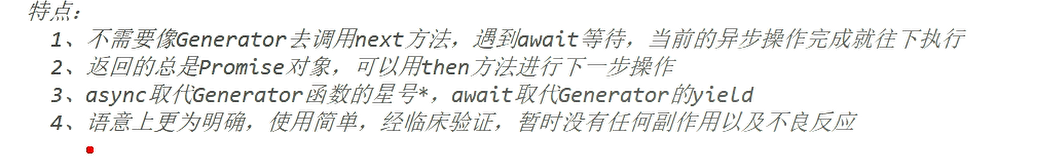 特点：
1、不需要像Generator去调用next方法，遇到await等待，当前的异步操作完成就往下执行
2、返回的总是Promise对象，可以用then方法进行下一步操作
3、async取代Generator函数的星号*，await取代Generator的yield
4、语意上更为明确，使用简单，经临床验证，暂时没有任何副作用以及不良反应